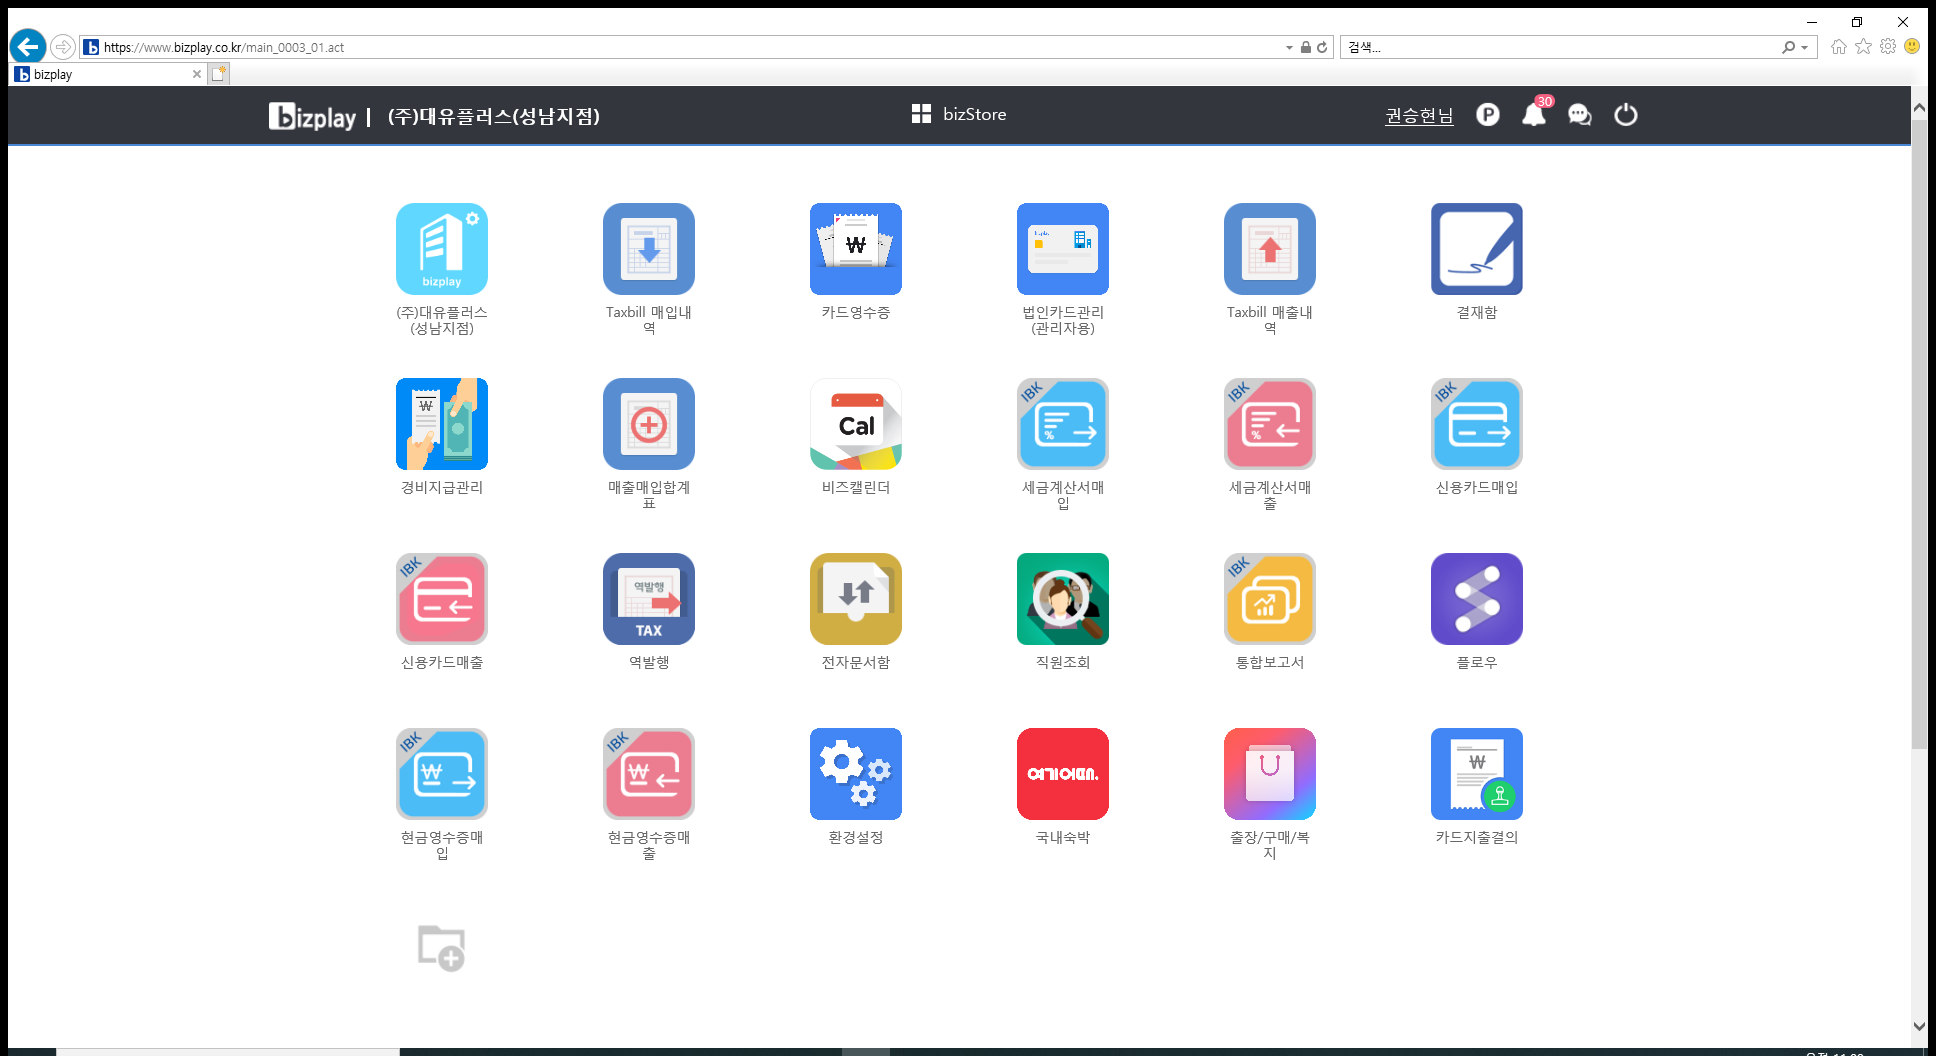 https://www.bizplay.co.kr/main_0003_01.act
검색...
bizplay
bizplay | (주)대유플러스(성남지점)
bizStore
권승현님
P
30
bizplay
(주)대유플러스
(성남지점)
Taxbill 매입내
역
₩
카드영수증
bizplay
법인카드관리
(관리자용)
Taxbill 매출내
역
결재함
₩
경비지급관리
매출매입합계
표
Cal
비즈캘린더
IBK
%
세금계산서매
입
IBK
%
세금계산서매
출
IBK
신용카드매입
IBK
신용카드매출
역발행
TAX
역발행
전자문서함
직원조회
IBK
통합보고서
플로우
IBK
₩
현금영수증매
입
IBK
₩
현금영수증매
출
환경설정
여기어때.
국내숙박
출장/구매/복
지
₩
카드지출결의